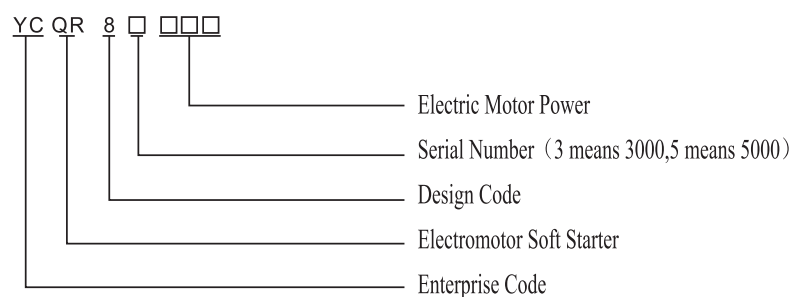 YC QR 8 □ □□□
Electric Motor Power
Serial Number（3 means 3000,5 means 5000）
Design Code
Electromotor Soft Starter
Enterprise Code